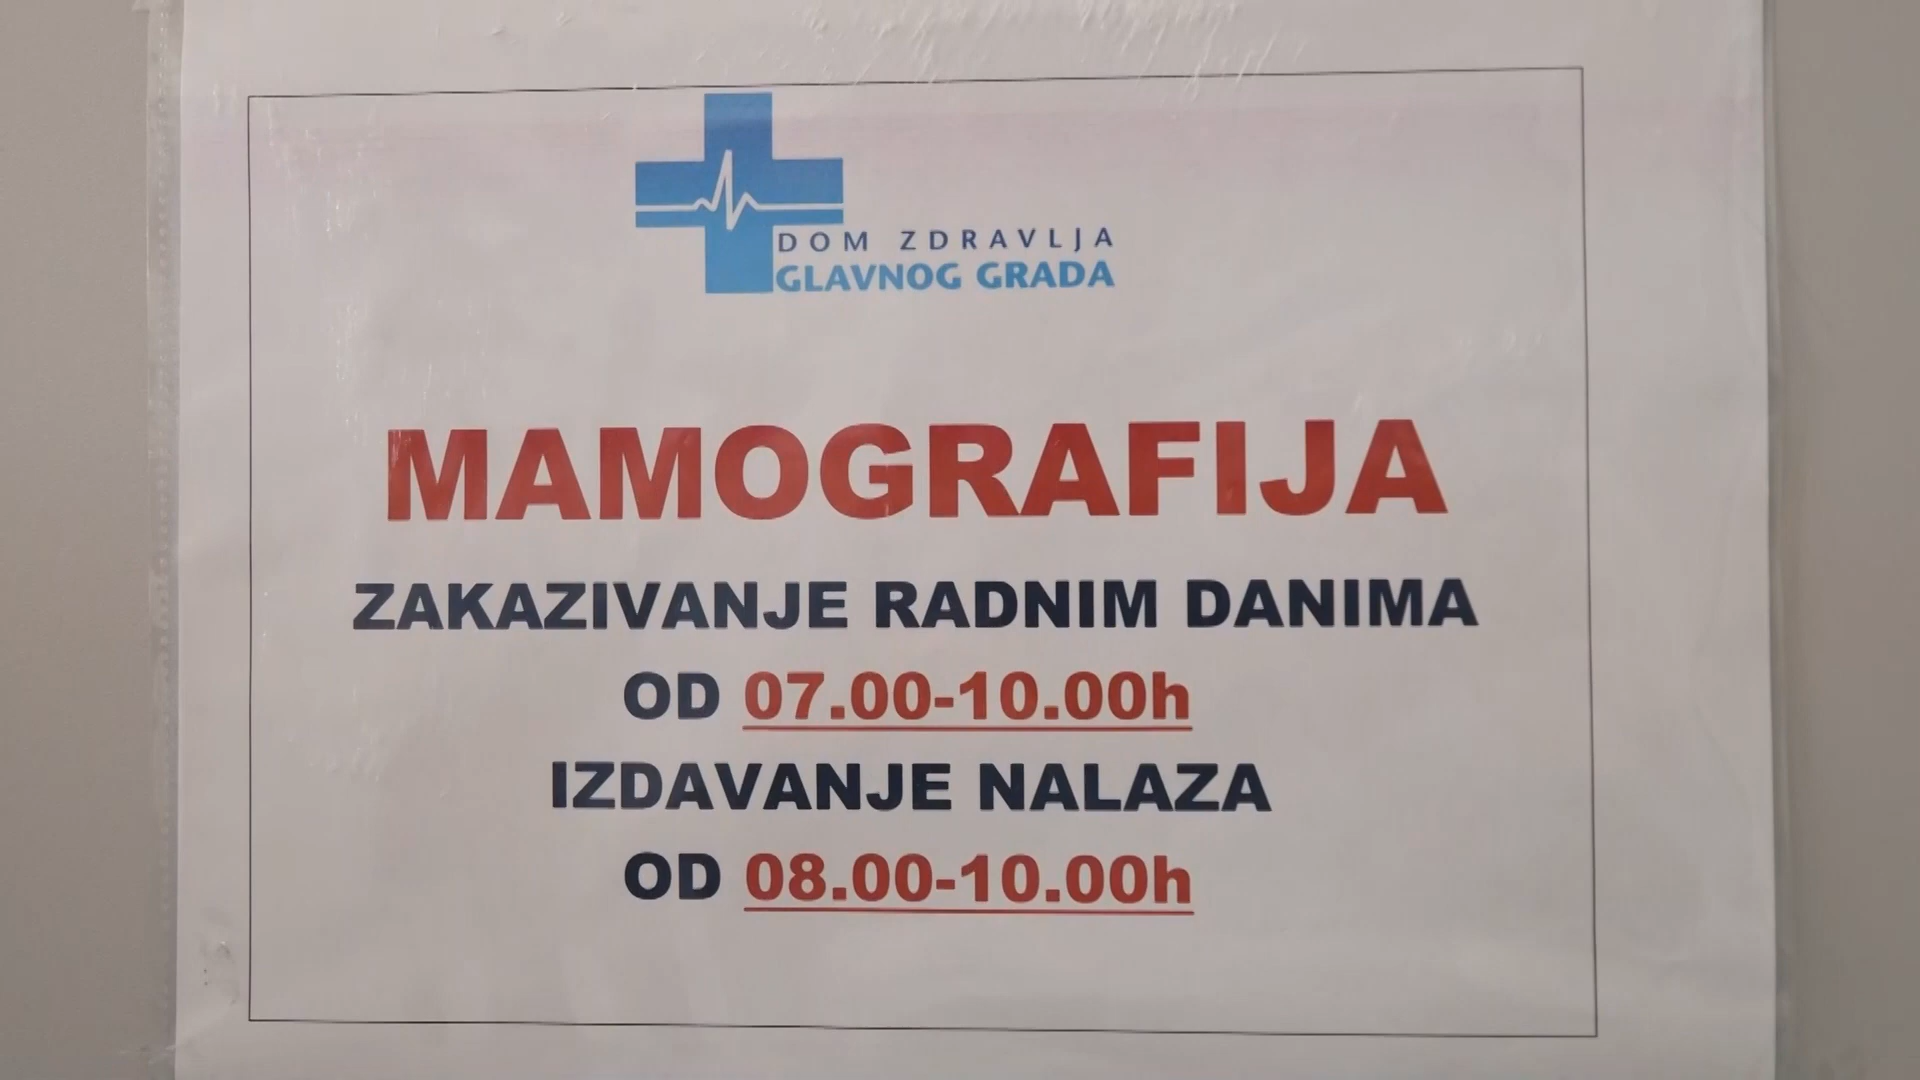 DOM ZDRAVLJA
GLAVNOG GRADA
MAMOGRAFIJA
ZAKAZIVANJE RADNIM DANIMA
OD 07.00-10.00h
IZDAVANJE NALAZA
OD 08.00-10.00h